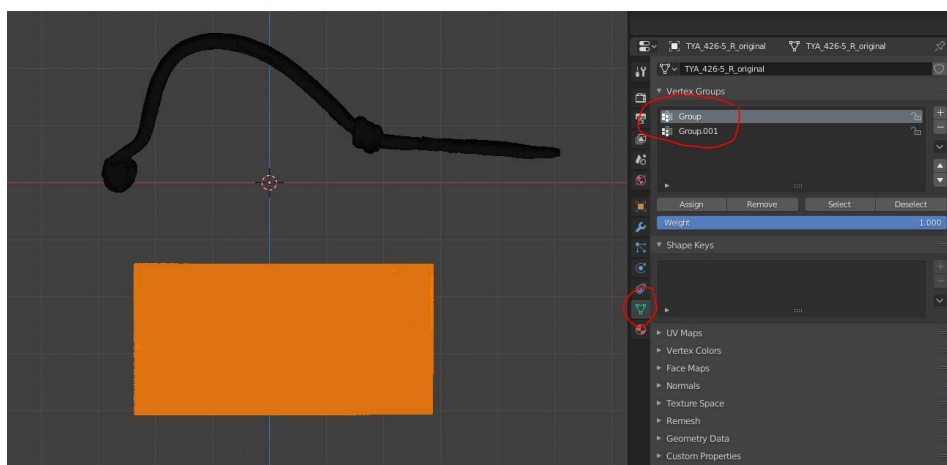 TYA_426-5_R_original TYA_426-5_R_original
TYA_426-5_R_original
Vertex Groups
Group
Group.001
Assign Remove Select Deselect
Weight 1.000
Shape Keys
UV Maps
Vertex Colors
Face Maps
Normals
Texture Space
Remesh
Geometry Data
Custom Properties